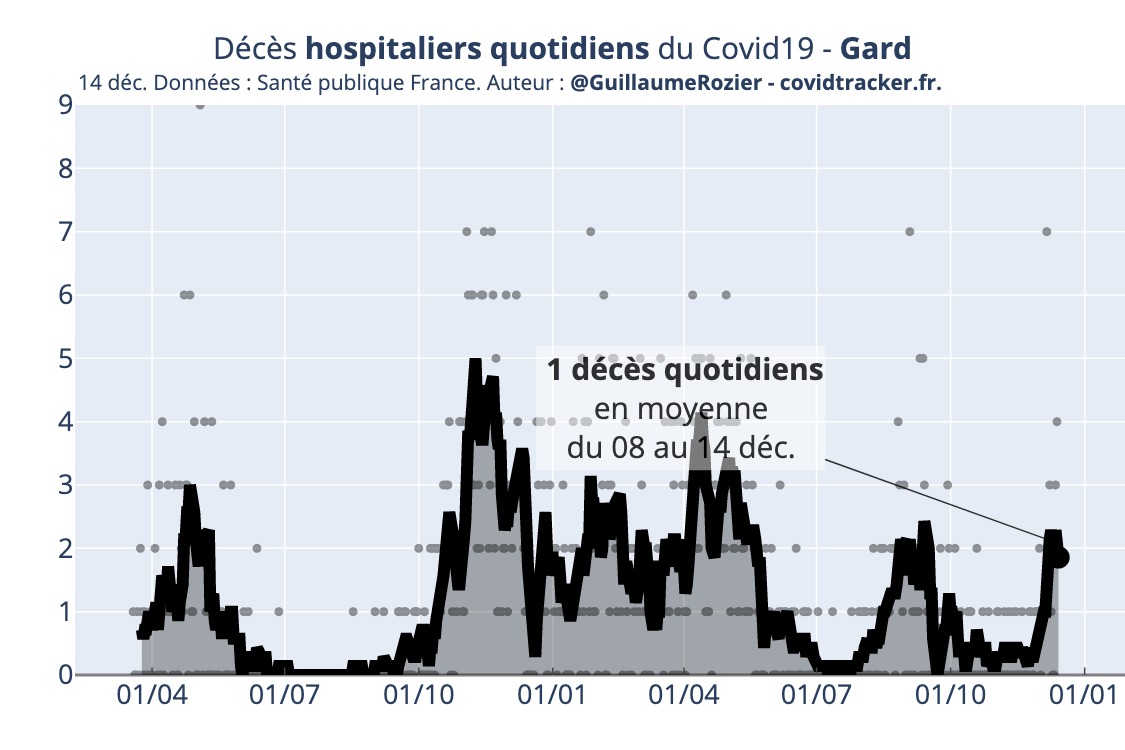 Décès hospitaliers quotidiens du Covid19 - Gard
14 déc. Données : Santé publique France. Auteur : @GuillaumeRozier - covidtracker.fr.
9
8
7
6
5
4
3
2
1
0
1 décès quotidiens
en moyenne
du 08 au 14 déc.
01/04 01/07 01/10 01/01 01/04 01/07 01/10 01/01